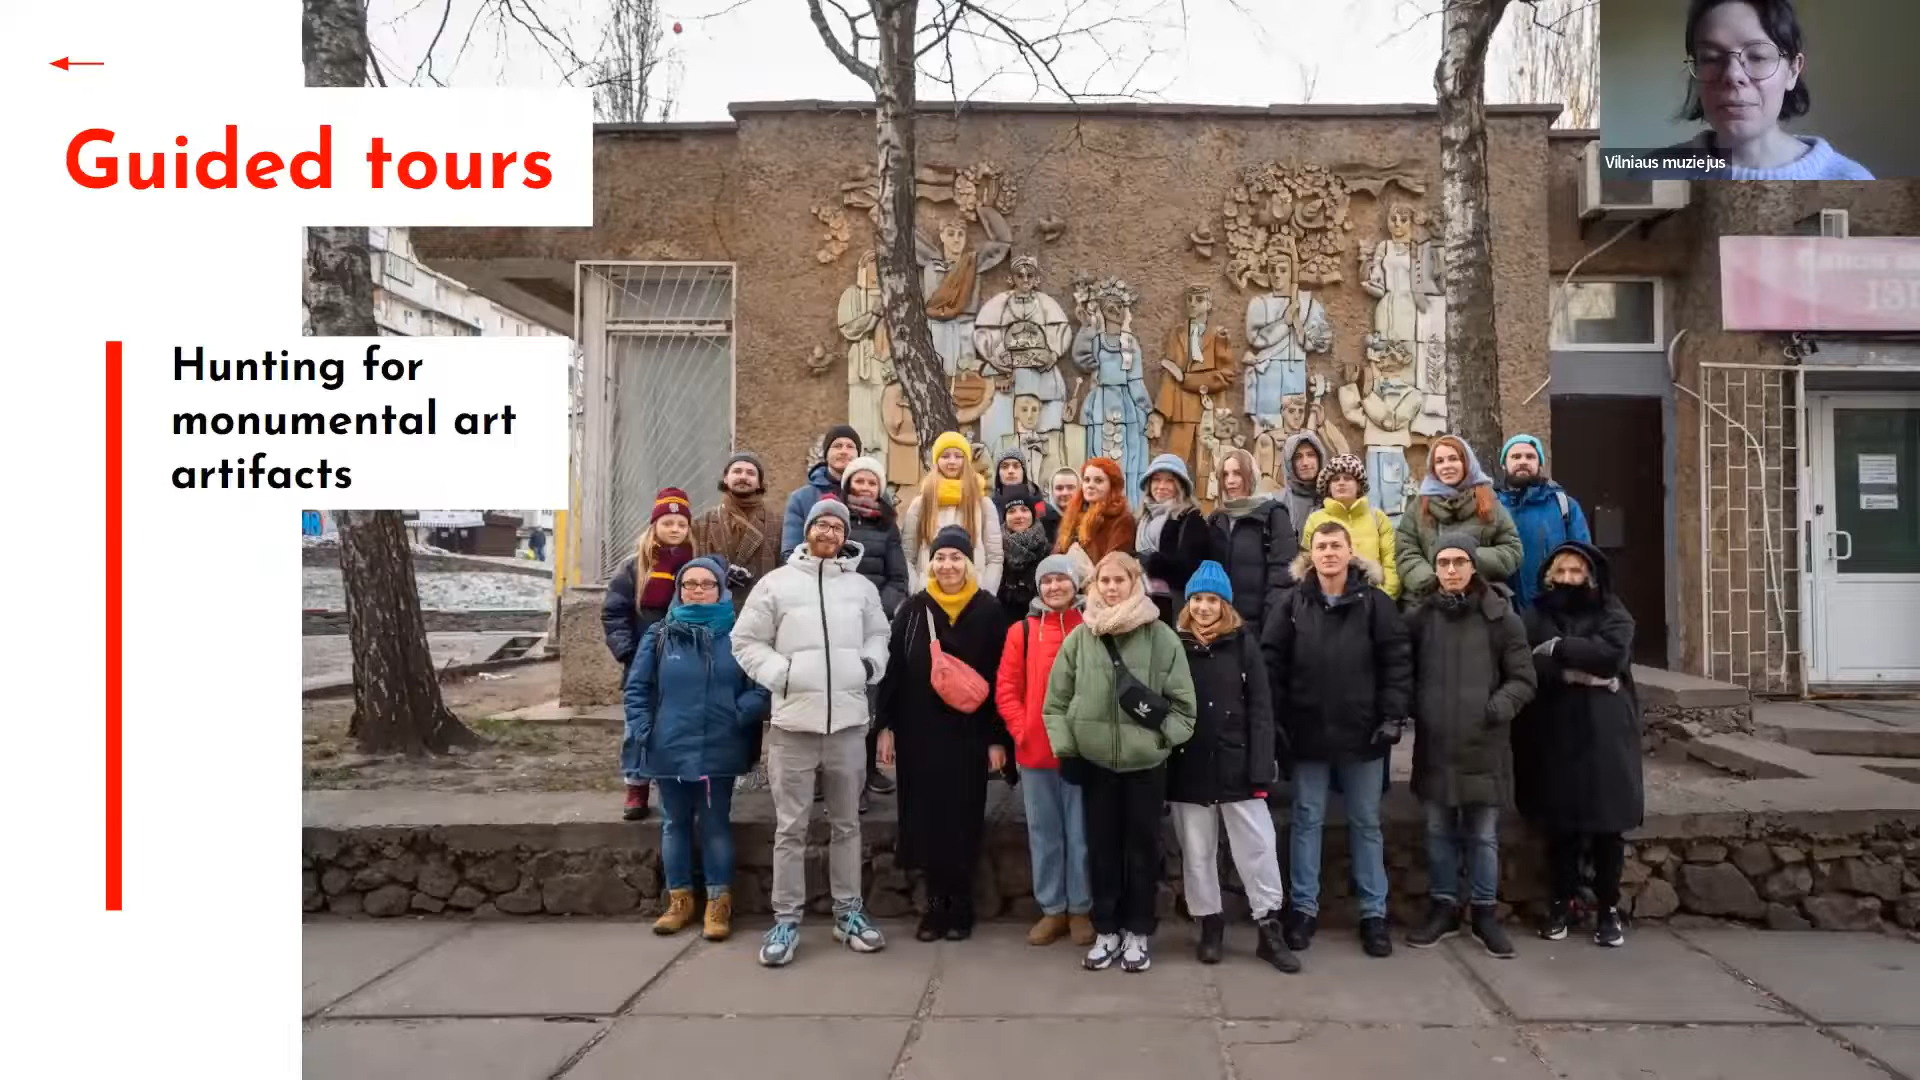 Guided tours
Hunting for
monumental art
artifacts
Vilniaus muziejus